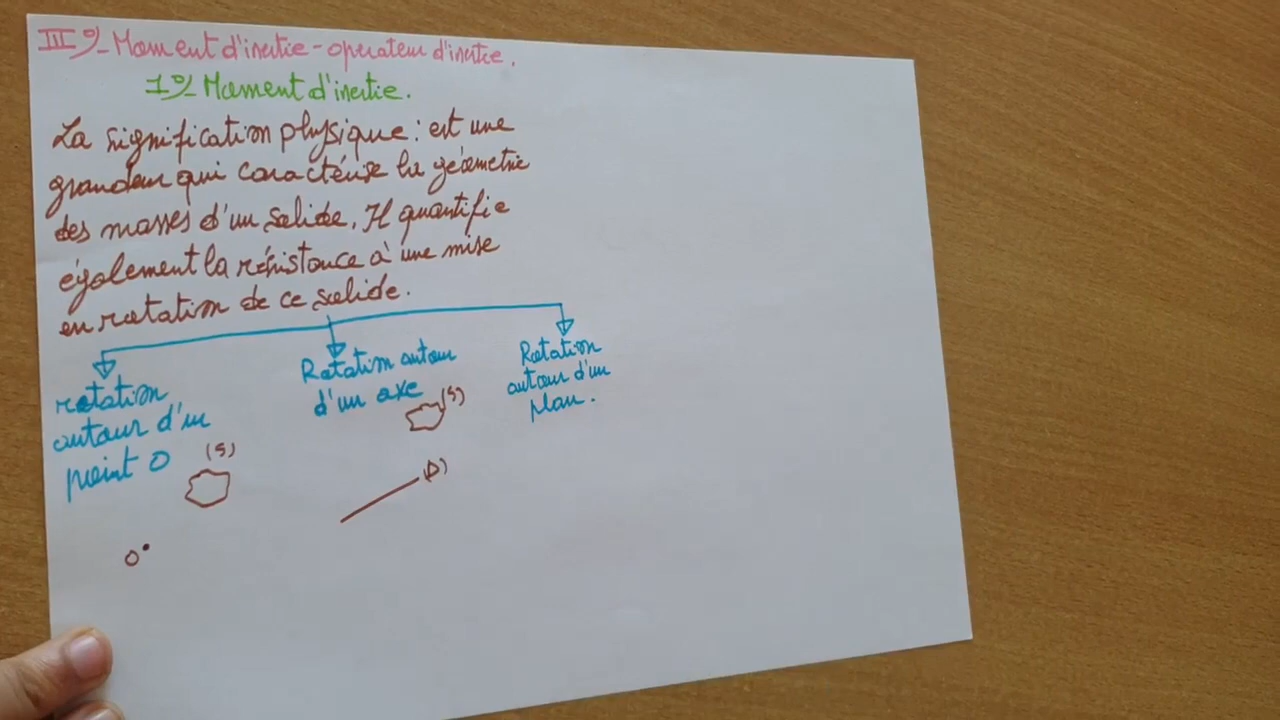 III°/- Moment d'inertie - operateur d'inertie.
1°/- Moment d'inertie.
La signification physique : est une
grandeur qui caractérise la géometrie
des masses d'un solide. Il quantifie
également la résistance à une mise
en rotation de ce solide.
rotation
autour d'un
point O
(S)
O
Rotation autour
d'un axe
(S)
(D)
Rotation
autour d'un
plan.